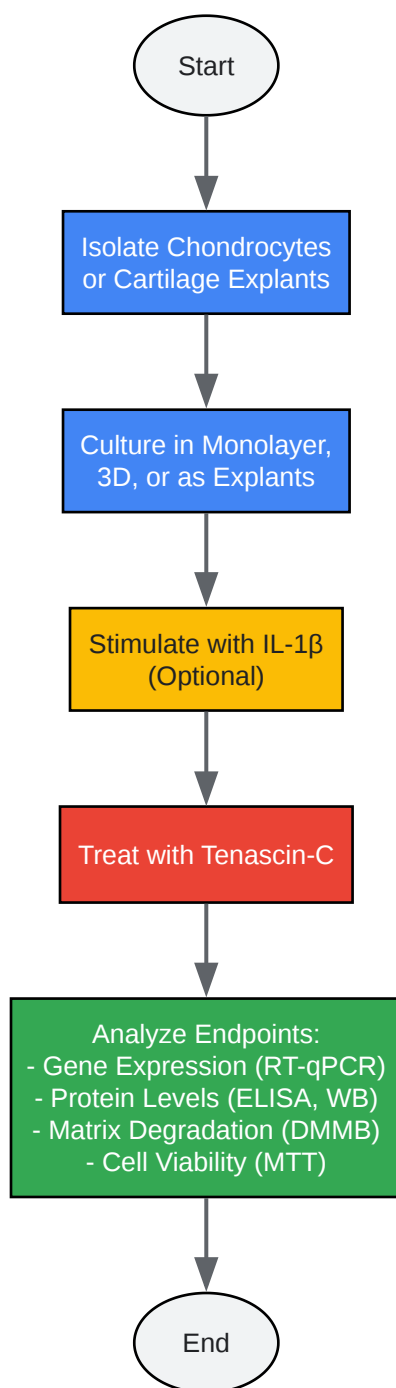 Start
Isolate Chondrocytes
or Cartilage Explants
Culture in Monolayer,
3D, or as Explants
Stimulate with IL-1β
(Optional)
Treat with Tenascin-C
Analyze Endpoints:
- Gene Expression (RT-qPCR)
- Protein Levels (ELISA, WB)
- Matrix Degradation (DMMB)
- Cell Viability (MTT)
End